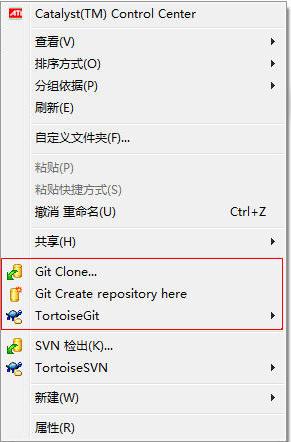 ATI Catalyst(TM) Control Center
查看(V)
排序方式(O)
分组依据(P)
刷新(E)
自定义文件夹(F)...
粘贴(P)
粘贴快捷方式(S)
撤消 重命名(U) Ctrl+Z
共享(H)
Git Clone...
Git Create repository here
TortoiseGit
SVN 检出(K)...
TortoiseSVN
新建(W)
属性(R)